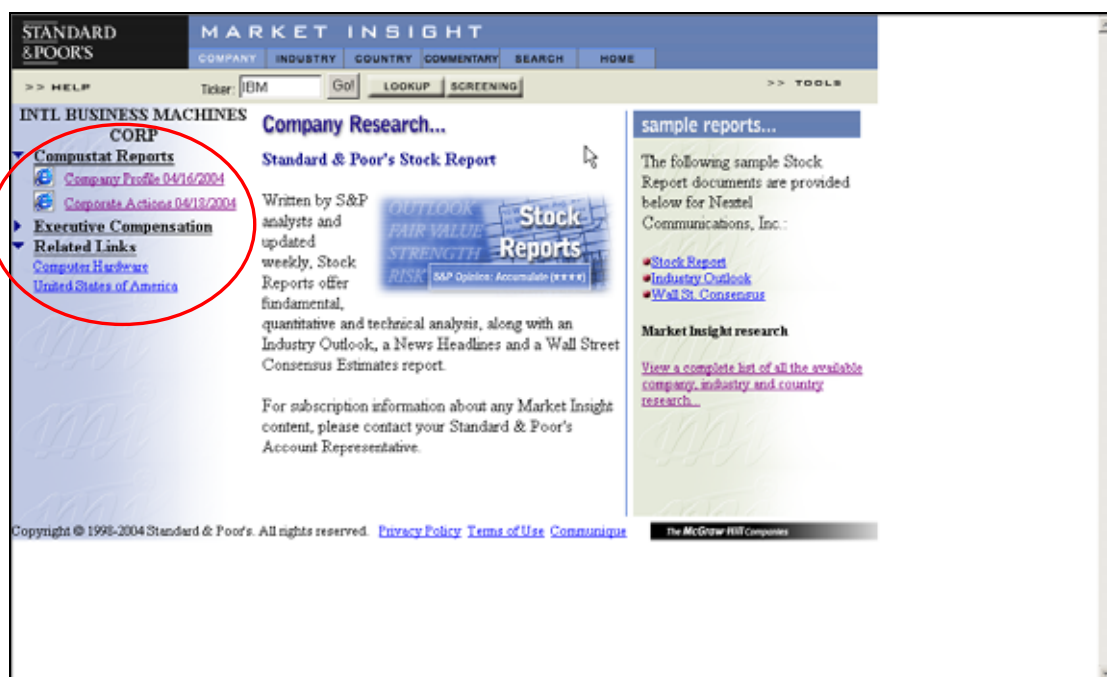 STANDARD
&POOR'S
MARKET INSIGHT
COMPANY INDUSTRY COUNTRY COMMENTARY SEARCH HOME
>> HELP
Ticker: IBM Go! LOOKUP SCREENING
>> TOOLS
INTL BUSINESS MACHINES
CORP
Compustat Reports
Company Profile 04/16/2004
Corporate Actions 04/18/2004
Executive Compensation
Related Links
Computer Hardware
United States of America
Company Research...
Standard & Poor's Stock Report
Written by S&P
analysts and
updated
weekly, Stock
Reports offer
fundamental,
quantitative and technical analysis, along with an
Industry Outlook, a News Headlines and a Wall Street
Consensus Estimates report.
OUTLOOK
FAIR VALUE
STRENGTH
RISK
Stock
Reports
S&P Opinion: Accumulate (★★★★)
For subscription information about any Market Insight
content, please contact your Standard & Poor's
Account Representative.
sample reports...
The following sample Stock
Report documents are provided
below for Nextel
Communications, Inc.:
Stock Report
Industry Outlook
Wall St. Consensus
Market Insight research
View a complete list of all the available
company, industry and country
research...
Copyright © 1998-2004 Standard & Poor's. All rights reserved. Privacy Policy Terms of Use Communique
The McGraw-Hill Companies